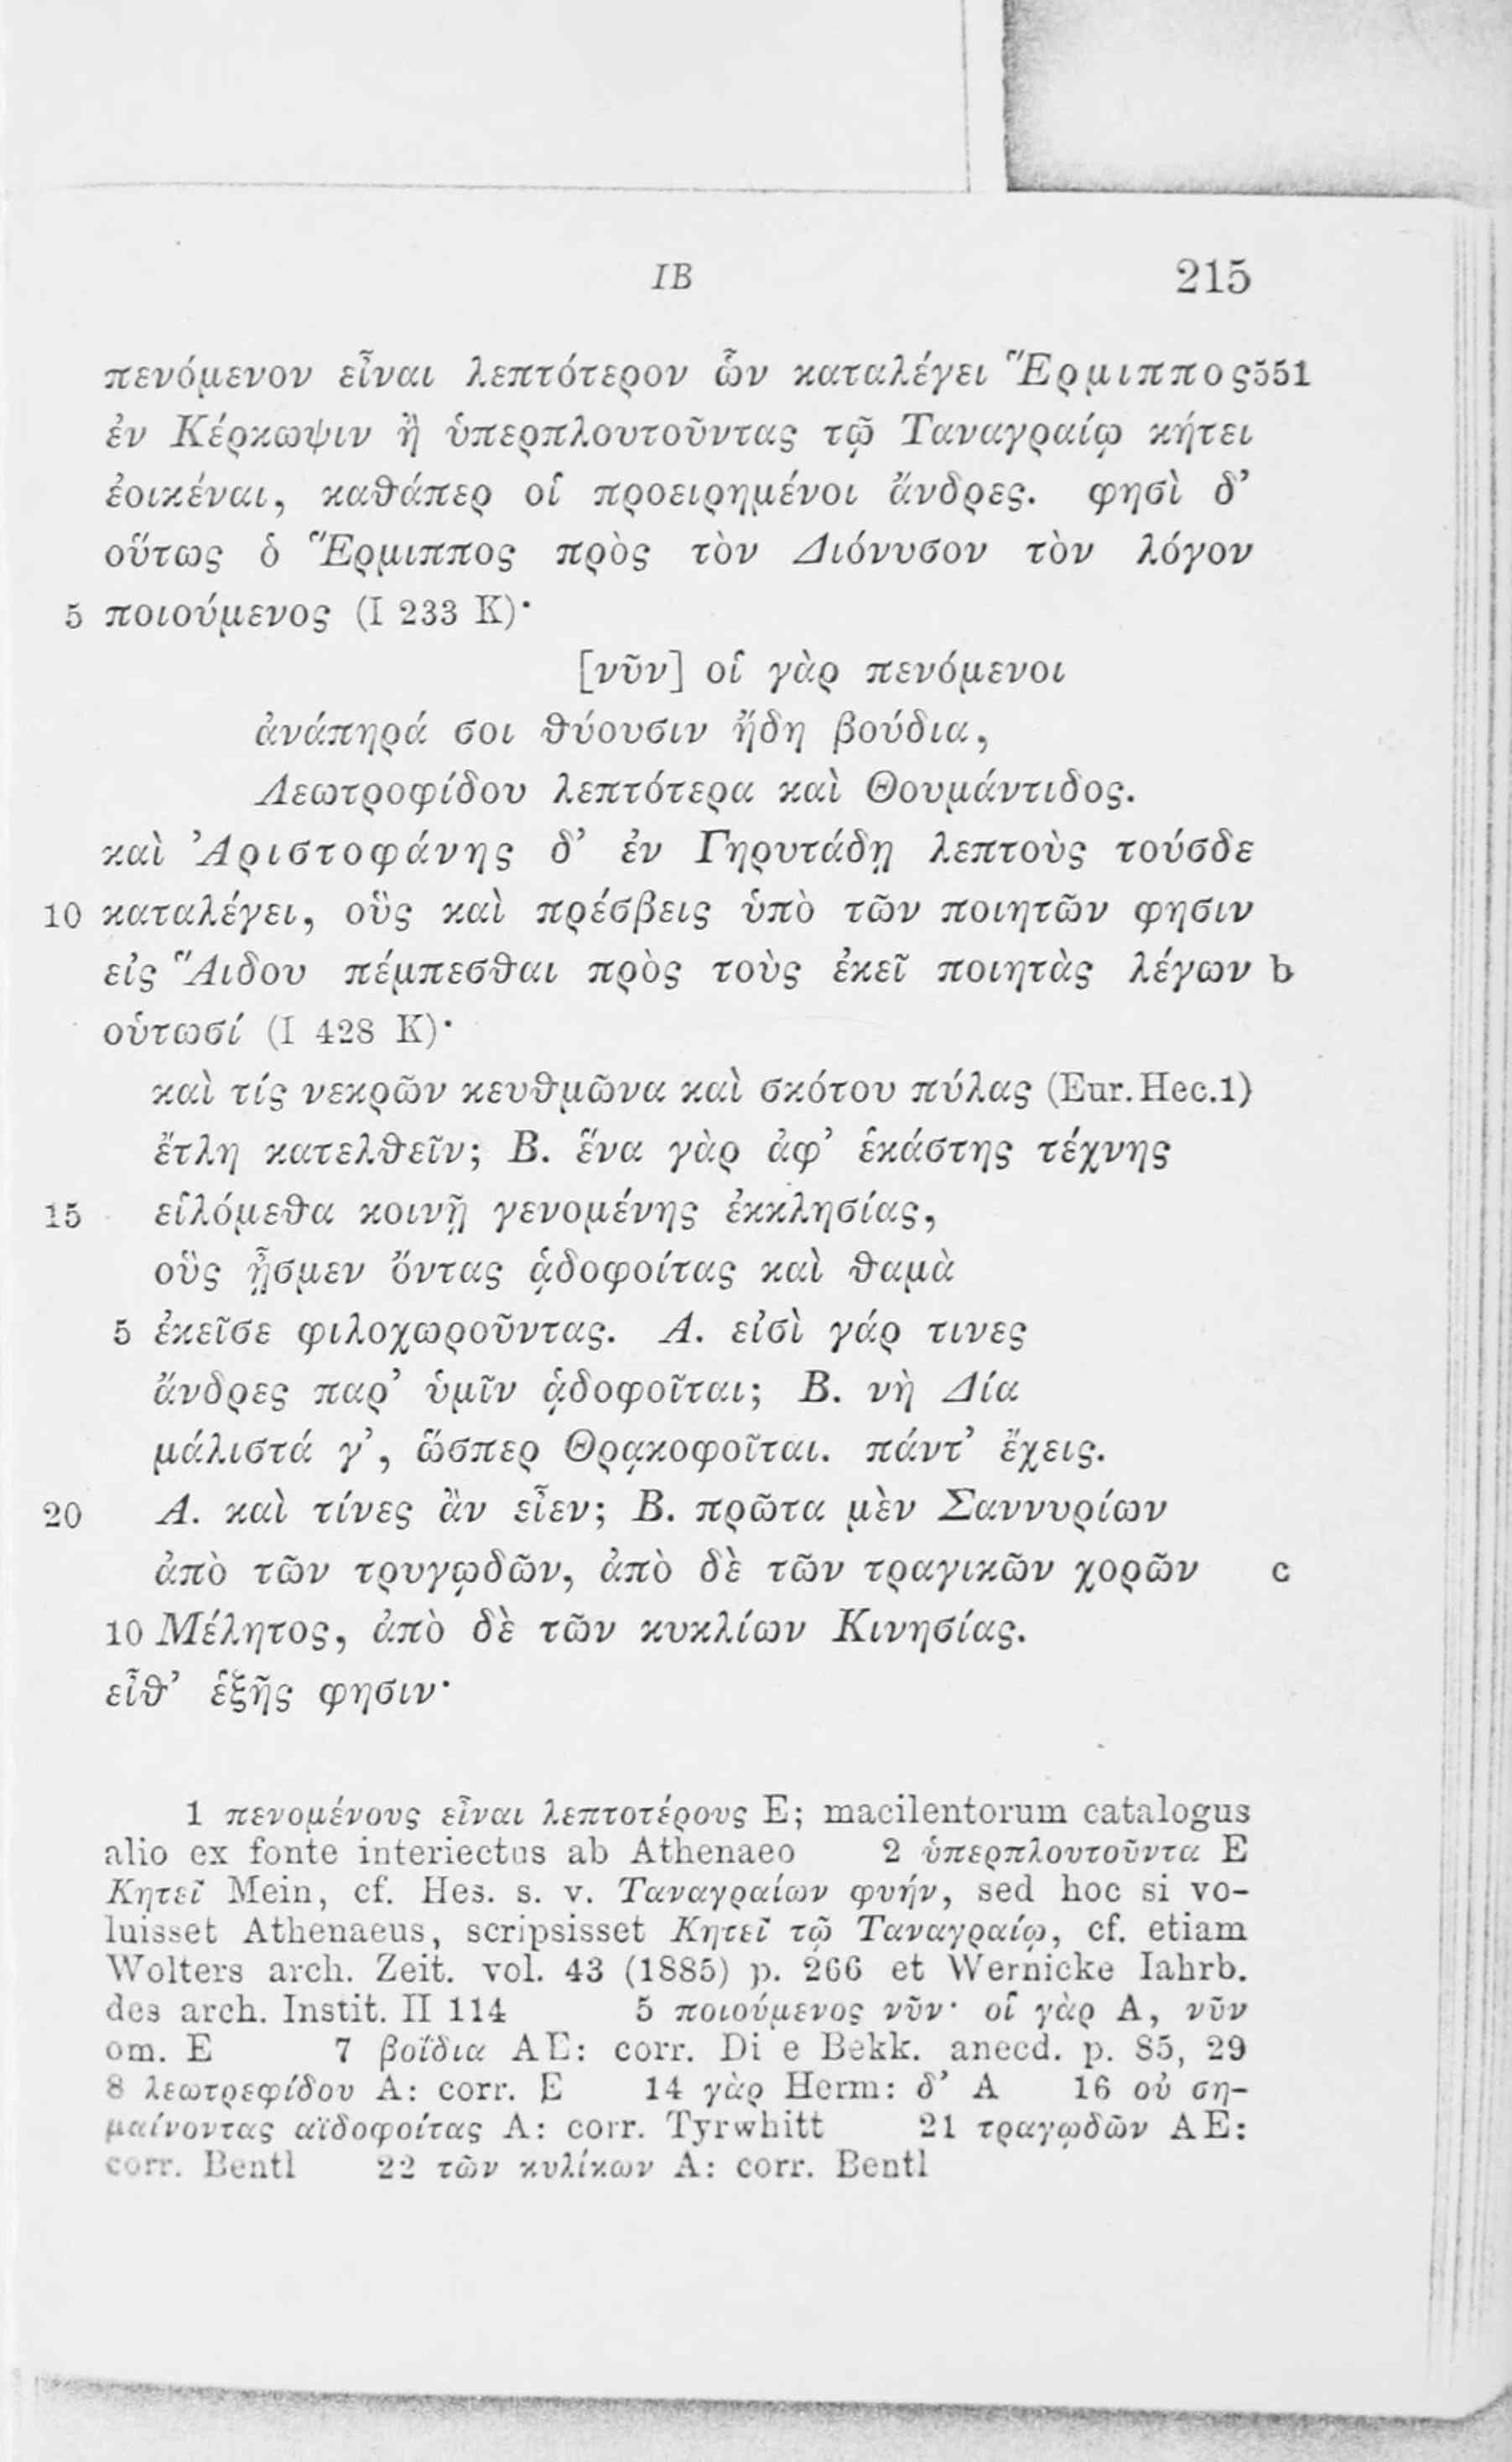 ΙΒ 215
πενόμενον εἶναι λεπτότερον ὧν καταλέγει Ἕρμιππος 551
ἐν Κέρκωψιν ἢ ὑπερπλουτοῦντας τῷ Ταναγραίῳ κήτει
ἐοικέναι, καθάπερ οἱ προειρημένοι ἄνδρες. φησὶ δ’
οὕτως ὁ Ἕρμιππος πρὸς τὸν Διόνυσον τὸν λόγον
5 ποιούμενος (I 233 K)·
[νῦν] οἱ γὰρ πενόμενοι
ἀνάπηρά σοι θύουσιν ἤδη βούδια,
Λεωτροφίδου λεπτότερα καὶ Θουμάντιδος.
καὶ Ἀριστοφάνης δ’ ἐν Γηρυτάδῃ λεπτοὺς τούσδε
10 καταλέγει, οὓς καὶ πρέσβεις ὑπὸ τῶν ποιητῶν φησιν
εἰς Ἅιδου πέμπεσθαι πρὸς τοὺς ἐκεῖ ποιητὰς λέγων b
οὑτωσί (I 428 K)·
καὶ τίς νεκρῶν κευθμῶνα καὶ σκότου πύλας (Eur. Hec. 1)
ἔτλη κατελθεῖν; Β. ἕνα γὰρ ἀφ’ ἑκάστης τέχνης
15 εἱλόμεθα κοινῇ γενομένης ἐκκλησίας,
οὓς ᾖσμεν ὄντας ᾁδοφοίτας καὶ θαμὰ
5 ἐκεῖσε φιλοχωροῦντας. Α. εἰσὶ γάρ τινες
ἄνδρες παρ’ ὑμῖν ᾁδοφοῖται; Β. νὴ Δία
μάλιστά γ’, ὥσπερ Θρᾳκοφοῖται. πάντ’ ἔχεις.
20 Α. καὶ τίνες ἂν εἶεν; Β. πρῶτα μὲν Σαννυρίων
ἀπὸ τῶν τρυγῳδῶν, ἀπὸ δὲ τῶν τραγικῶν χορῶν c
10 Μέλητος, ἀπὸ δὲ τῶν κυκλίων Κινησίας.
εἶθ’ ἑξῆς φησιν·
1 πενομένους εἶναι λεπτοτέρους E; macilentorum catalogus
alio ex fonte interiectus ab Athenaeo 2 ὑπερπλουτοῦντα E
Κητεῖ Mein, cf. Hes. s. v. Ταναγραίων φυήν, sed hoc si vo-
luisset Athenaeus, scripsisset Κητεῖ τῷ Ταναγραίῳ, cf. etiam
Wolters arch. Zeit. vol. 43 (1885) p. 266 et Wernicke Iahrb.
des arch. Instit. II 114 5 ποιούμενος νῦν· οἱ γὰρ A, νῦν
om. E 7 βοΐδια AE: corr. Di e Bekk. anecd. p. 85, 29
8 λεωτρεφίδου A: corr. E 14 γὰρ Herm: δ’ A 16 οὐ ση-
μαίνοντας αϊδοφοίτας A: corr. Tyrwhitt 21 τραγῳδῶν AE:
corr. Bentl 22 τῶν κυλίκων A: corr. Bentl